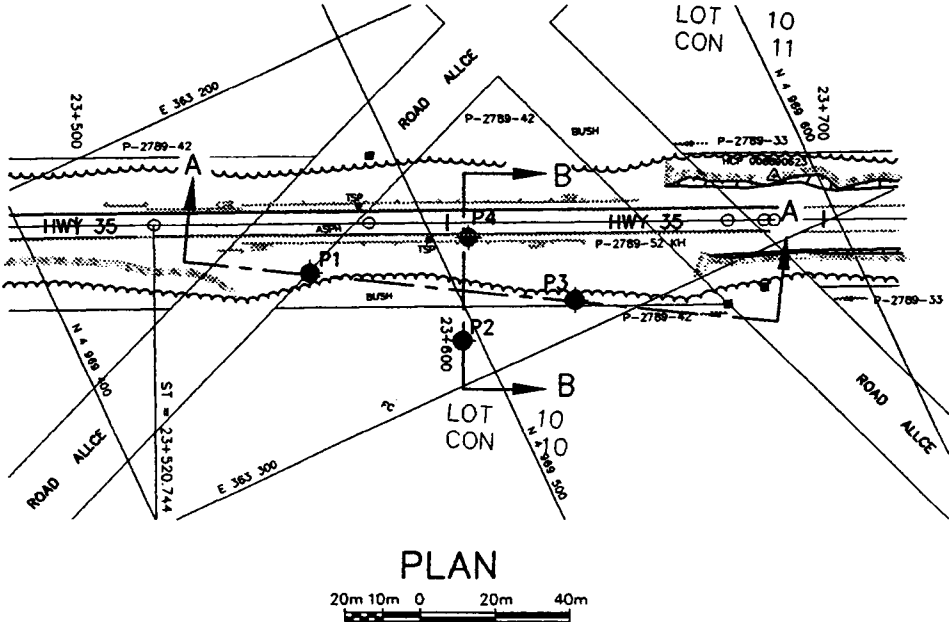 LOT 10
CON 11
E 363 200
ROAD ALLCE
N 4 969 600
23+500
23+700
P-2789-42
P-2789-42
BUSH
P-2789-33
A
B
TSP
HWY 35
ASPH
P4
HWY 35
A
TSP
P-2789-52 KH
P1
BUSH
P3
P-2789-33
P-2789-42
P2
23+600
N 4 969 400
B
LOT 10
CON 10
ROAD ALLCE
ROAD ALLCE
ST = 23+520.744
E 363 300
N 4 969 500
PLAN
20m 10m 0 20m 40m